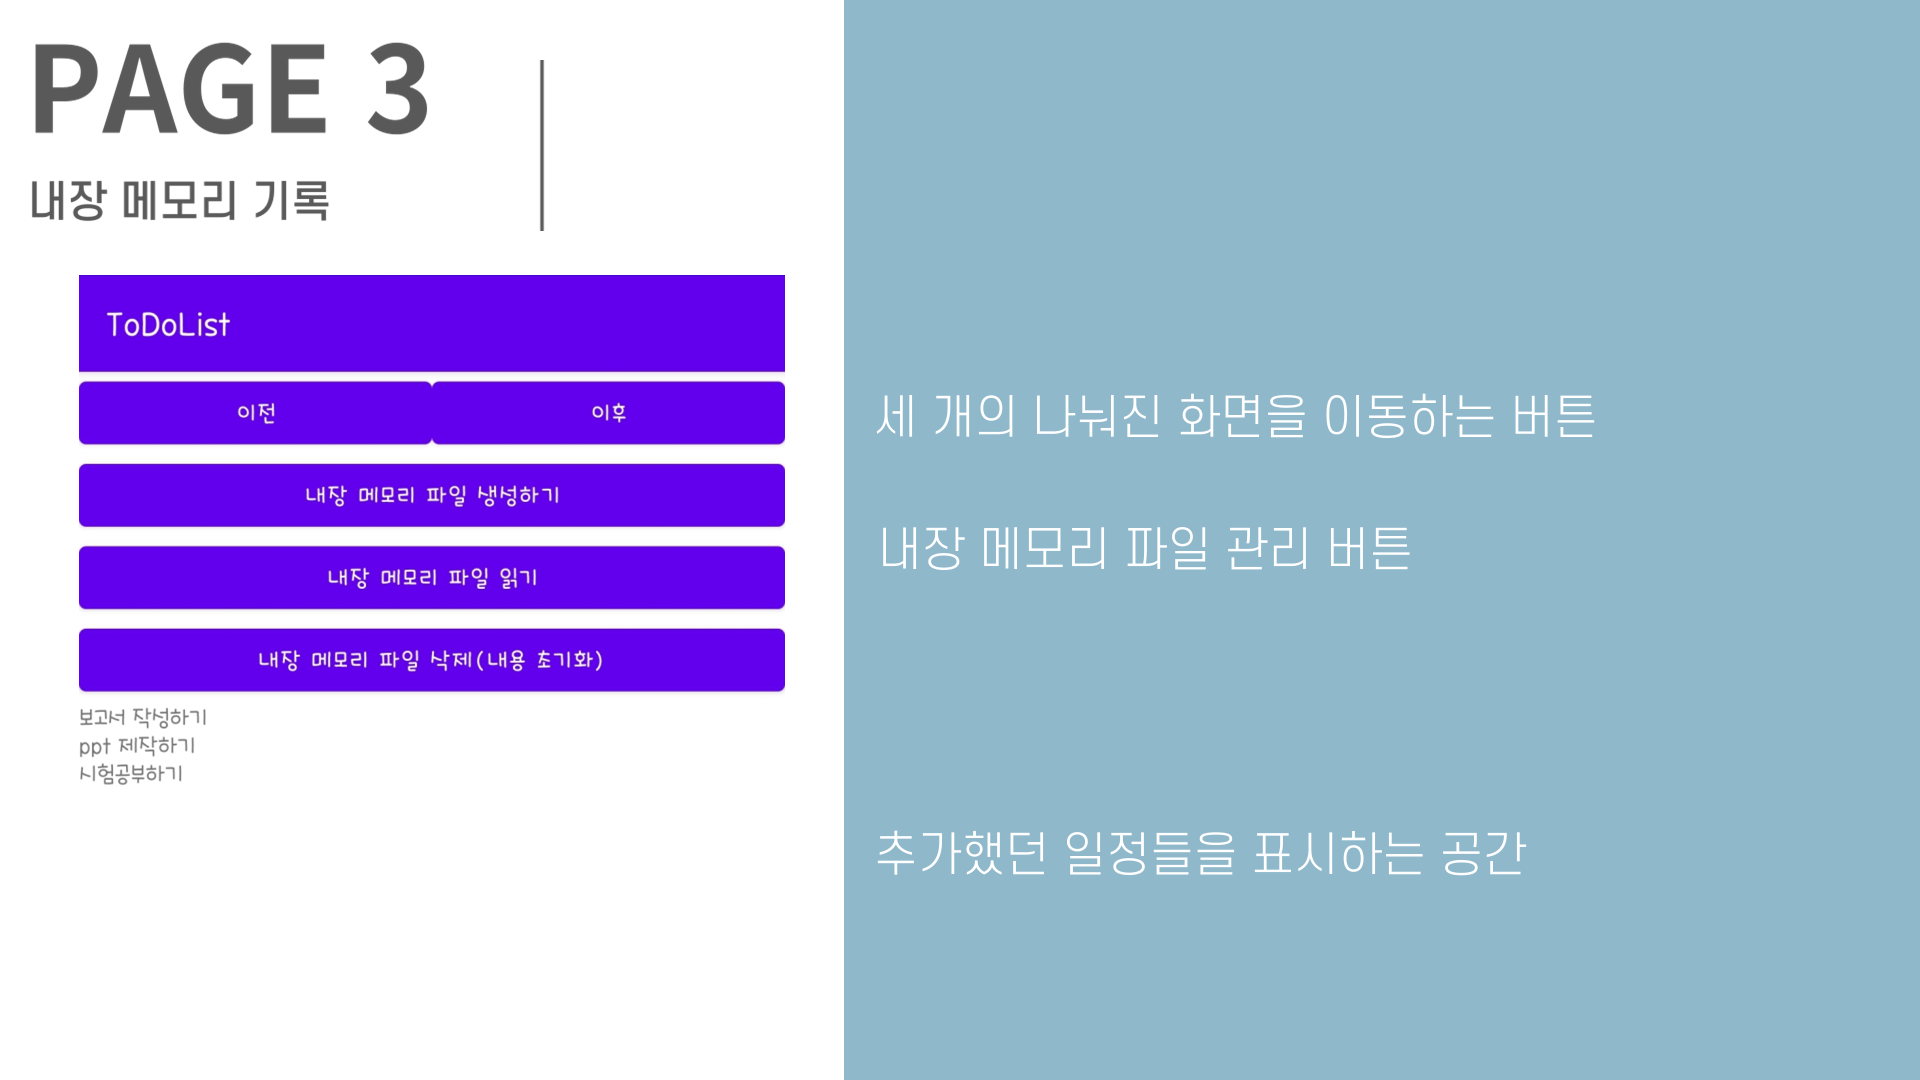 PAGE 3
내장 메모리 기록
ToDoList
이전
이후
내장 메모리 파일 생성하기
내장 메모리 파일 읽기
내장 메모리 파일 삭제(내용 초기화)
보고서 작성하기
ppt 제작하기
시험공부하기
세 개의 나눠진 화면을 이동하는 버튼
내장 메모리 파일 관리 버튼
추가했던 일정들을 표시하는 공간